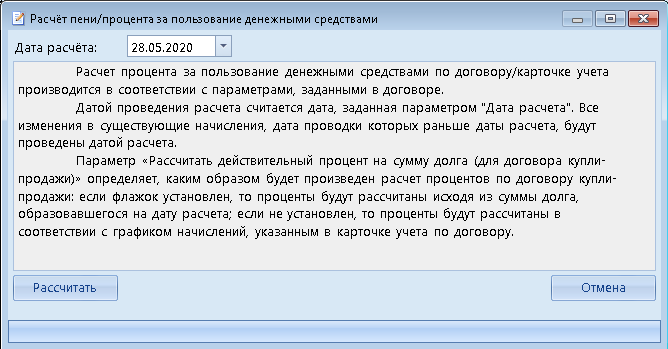 Расчёт пени/процента за пользование денежными средствами
Дата расчёта: 28.05.2020
Расчет процента за пользование денежными средствами по договору/карточке учета
производится в соответствии с параметрами, заданными в договоре.
Датой проведения расчета считается дата, заданная параметром "Дата расчета". Все
изменения в существующие начисления, дата проводки которых раньше даты расчета, будут
проведены датой расчета.
Параметр «Рассчитать действительный процент на сумму долга (для договора купли-
продажи)» определяет, каким образом будет произведен расчет процентов по договору купли-
продажи: если флажок установлен, то проценты будут рассчитаны исходя из суммы долга,
образовавшегося на дату расчета; если не установлен, то проценты будут рассчитаны в
соответствии с графиком начислений, указанным в карточке учета по договору.
Рассчитать Отмена